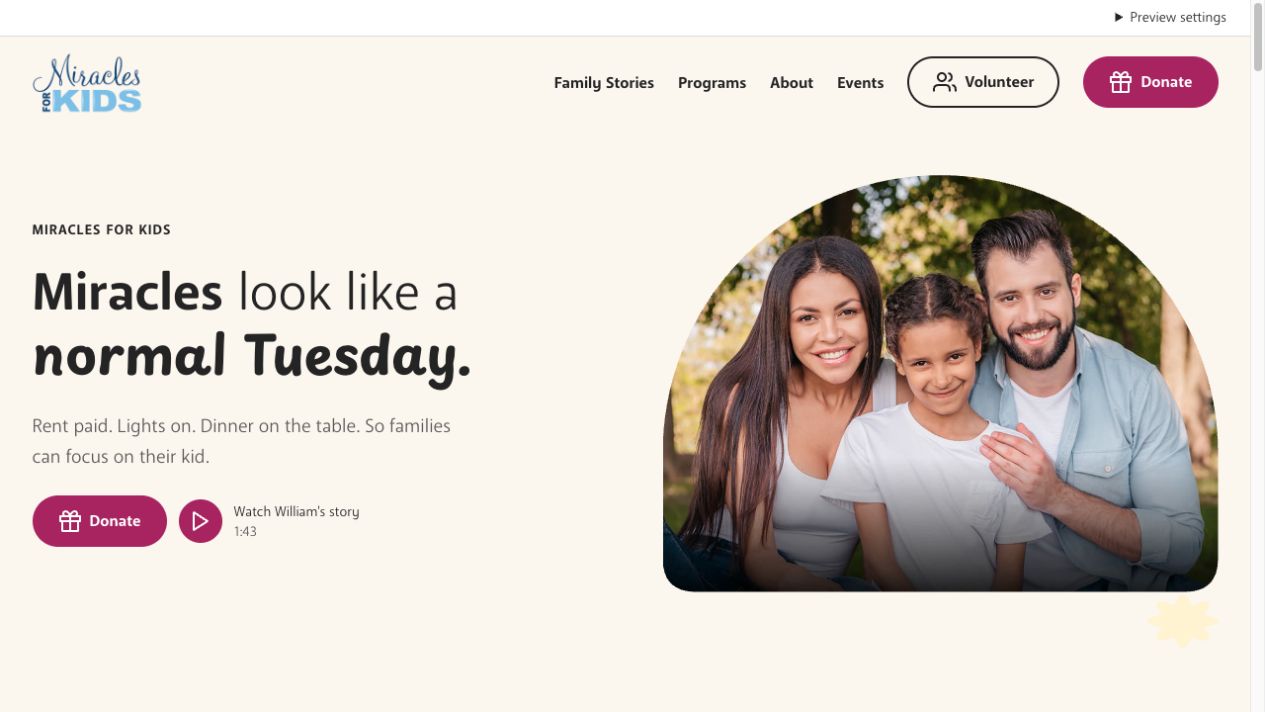 Preview settings
Miracles
FOR KIDS
Family Stories
Programs
About
Events
Volunteer
Donate
MIRACLES FOR KIDS
Miracles look like a
normal Tuesday.
Rent paid. Lights on. Dinner on the table. So families
can focus on their kid.
Donate
Watch William's story
1:43